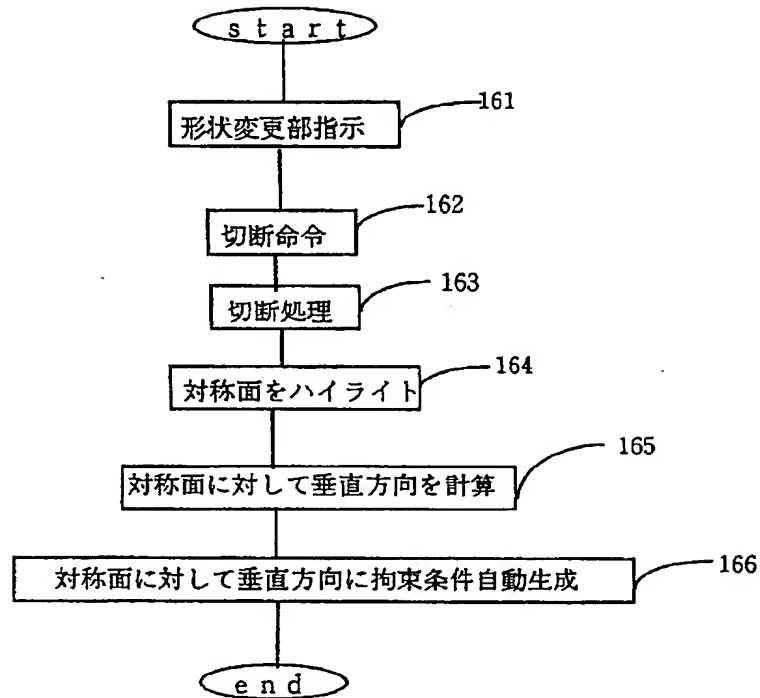 start
161
形状変更部指示
162
切断命令
163
切断処理
164
対称面をハイライト
165
対称面に対して垂直方向を計算
166
対称面に対して垂直方向に拘束条件自動生成
end